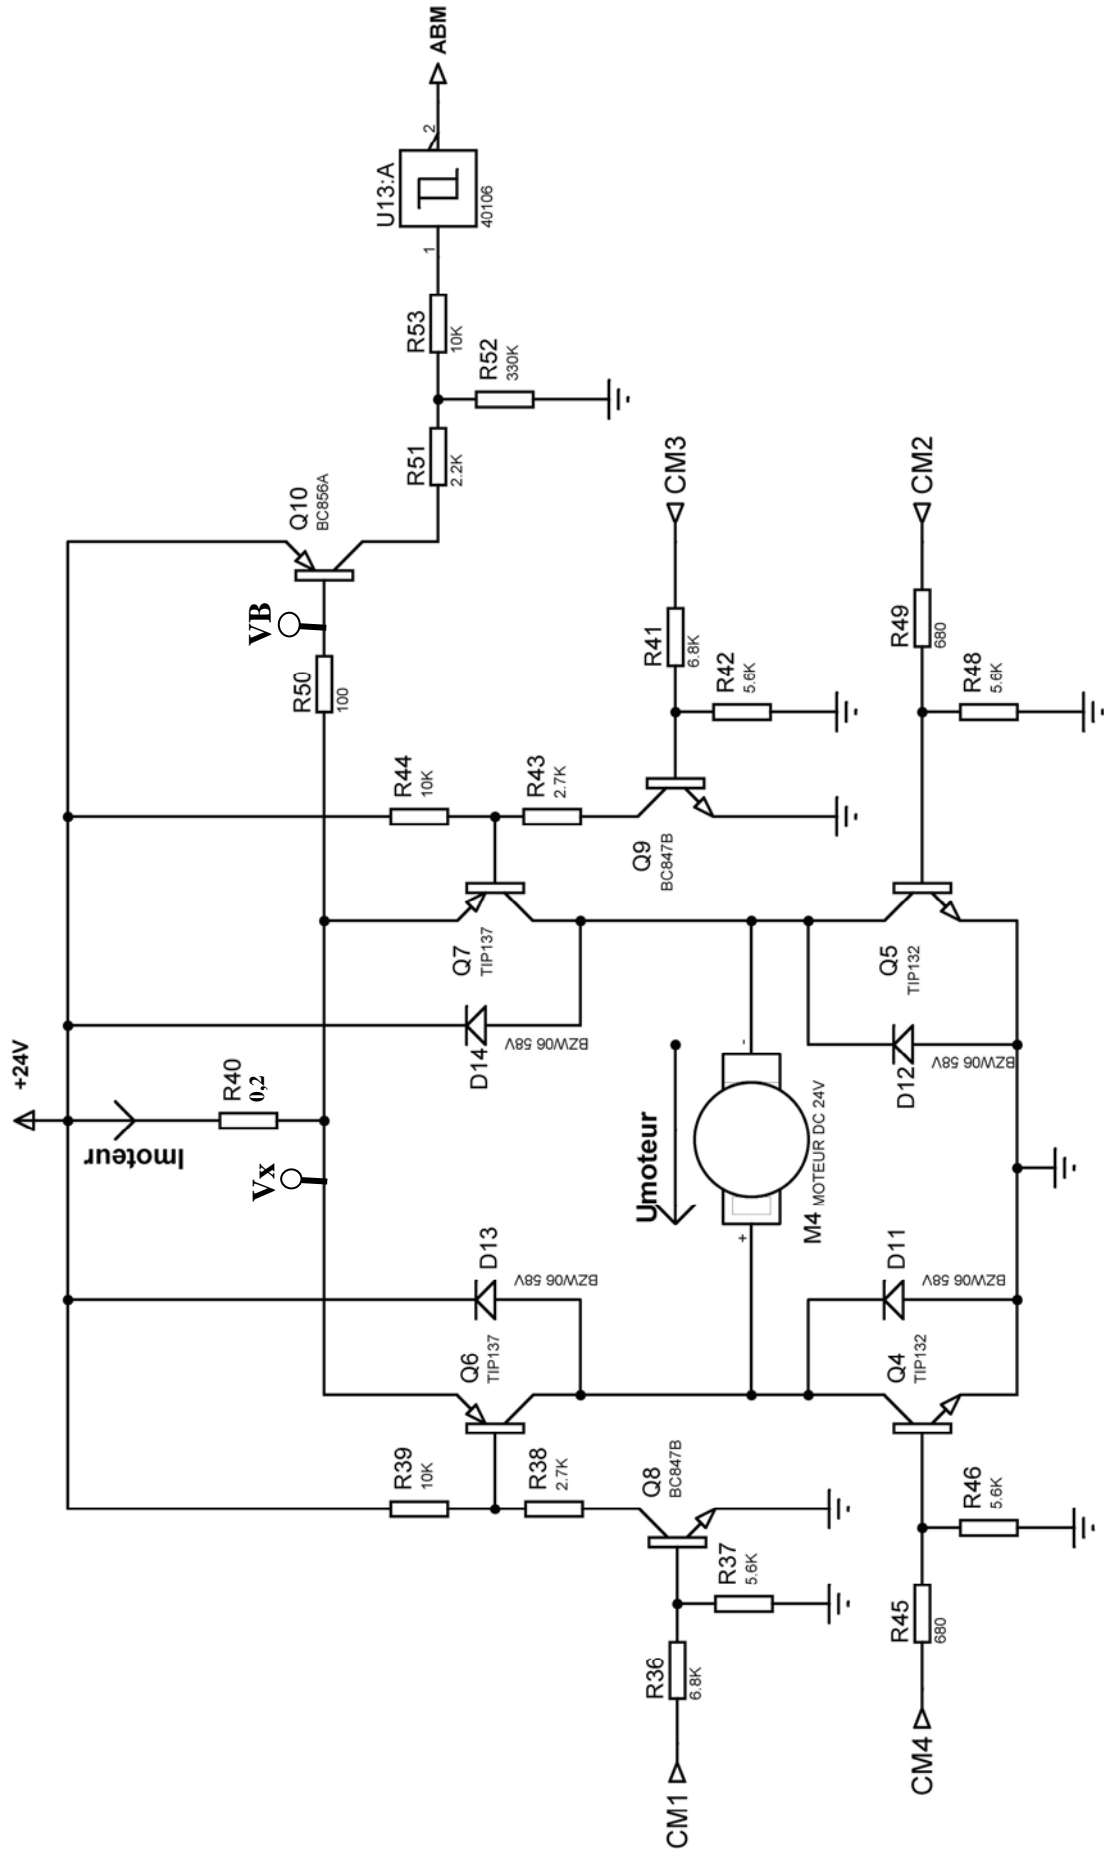 +24V
Imoteur
R40
0,2
Vx
VB
R50
100
Q10
BC856A
R51
2.2K
R52
330K
R53
10K
U13:A
1
2
40106
ABM
R39
10K
R38
2.7K
Q6
TIP137
D13
BZW06 58V
D14
BZW06 58V
Q7
TIP137
R44
10K
R43
2.7K
Q8
BC847B
R36
6.8K
R37
5.6K
CM1
Umoteur
+
-
M4
MOTEUR DC 24V
Q9
BC847B
R41
6.8K
R42
5.6K
CM3
Q4
TIP132
D11
BZW06 58V
D12
BZW06 58V
Q5
TIP132
R45
680
R46
5.6K
CM4
R49
680
R48
5.6K
CM2